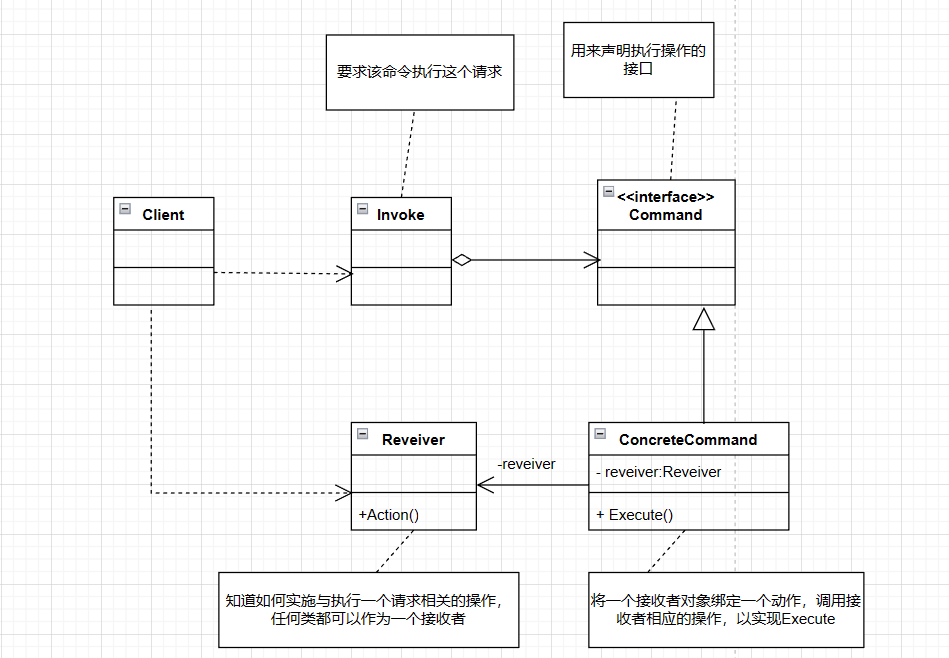 要求该命令执行这个请求
用来声明执行操作的
接口
Client
Invoke
<<interface>>
Command
Reveiver
+Action()
-reveiver
ConcreteCommand
- reveiver:Reveiver
+ Execute()
知道如何实施与执行一个请求相关的操作，
任何类都可以作为一个接收者
将一个接收者对象绑定一个动作，调用接
收者相应的操作，以实现Execute